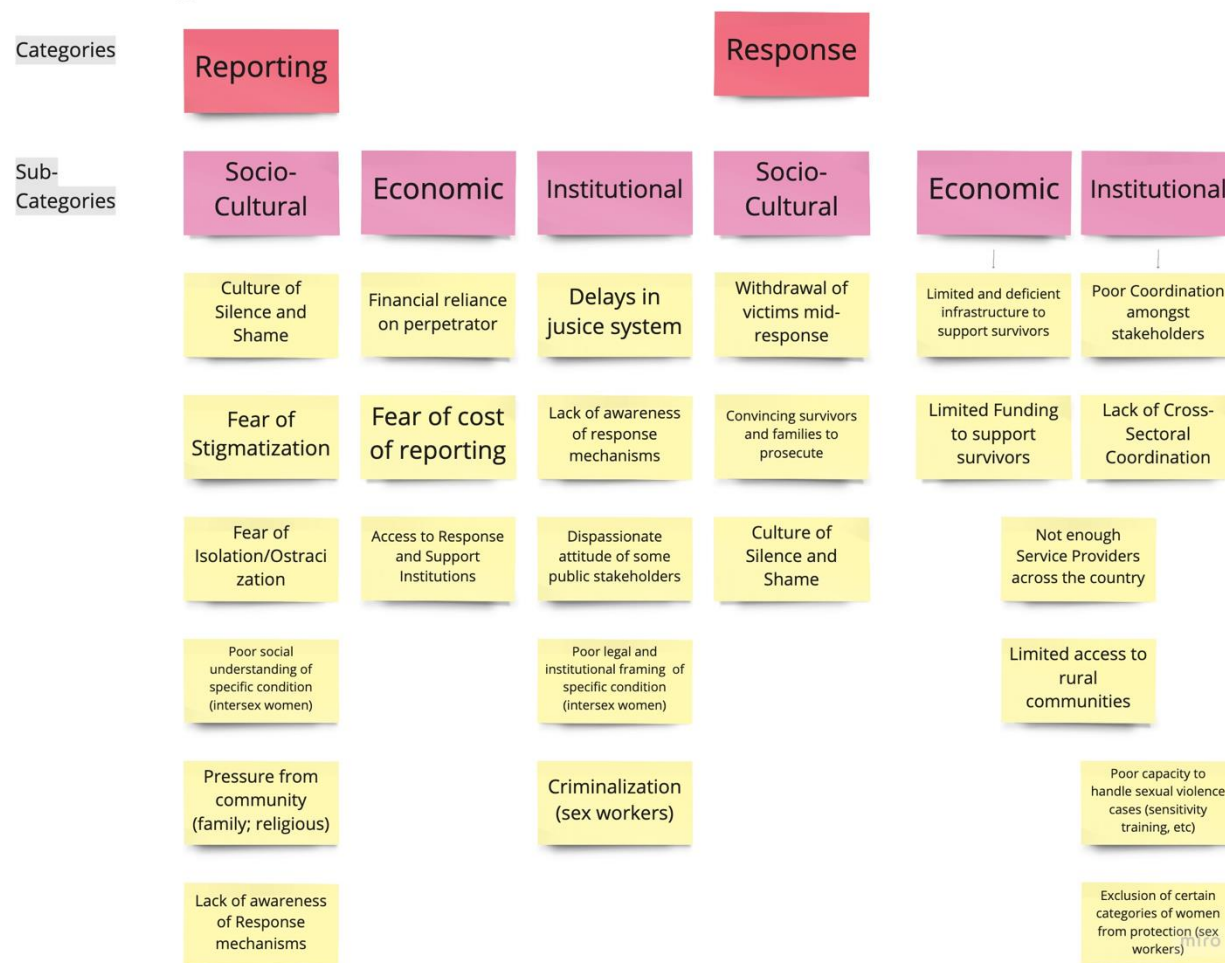 Categories
Reporting
Response
Sub-
Categories
Socio-
Cultural
Economic
Institutional
Socio-
Cultural
Economic
Institutional
Culture of
Silence and
Shame
Financial reliance
on perpetrator
Delays in
jusice system
Withdrawal of
victims mid-
response
Limited and deficient
infrastructure to
support survivors
Poor Coordination
amongst
stakeholders
Fear of
Stigmatization
Fear of cost
of reporting
Lack of awareness
of response
mechanisms
Convincing survivors
and families to
prosecute
Limited Funding
to support
survivors
Lack of Cross-
Sectoral
Coordination
Fear of
Isolation/Ostraci
zation
Access to Response
and Support
Institutions
Dispassionate
attitude of some
public stakeholders
Culture of
Silence and
Shame
Not enough
Service Providers
across the country
Poor social
understanding of
specific condition
(intersex women)
Poor legal and
institutional framing of
specific condition
(intersex women)
Limited access to
rural
communities
Pressure from
community
(family; religious)
Criminalization
(sex workers)
Poor capacity to
handle sexual violence
cases (sensitivity
training, etc)
Lack of awareness
of Response
mechanisms
Exclusion of certain
categories of women
from protection (sex
workers)
miro